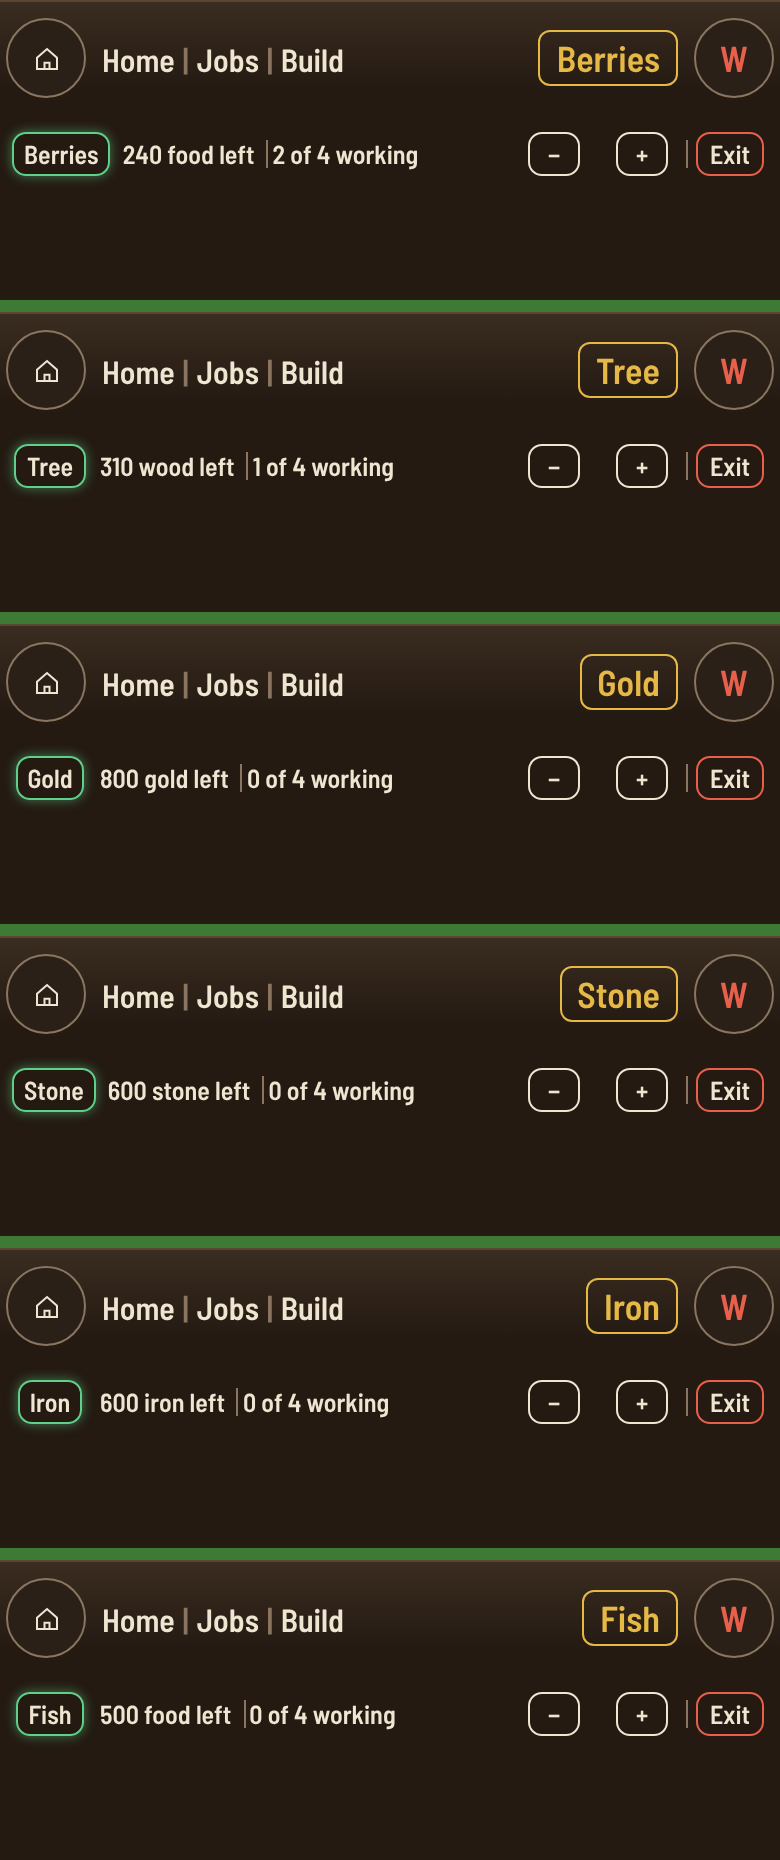 Home | Jobs | Build Berries W
Berries 240 food left | 2 of 4 working − + | Exit
Home | Jobs | Build Tree W
Tree 310 wood left | 1 of 4 working − + | Exit
Home | Jobs | Build Gold W
Gold 800 gold left | 0 of 4 working − + | Exit
Home | Jobs | Build Stone W
Stone 600 stone left | 0 of 4 working − + | Exit
Home | Jobs | Build Iron W
Iron 600 iron left | 0 of 4 working − + | Exit
Home | Jobs | Build Fish W
Fish 500 food left | 0 of 4 working − + | Exit